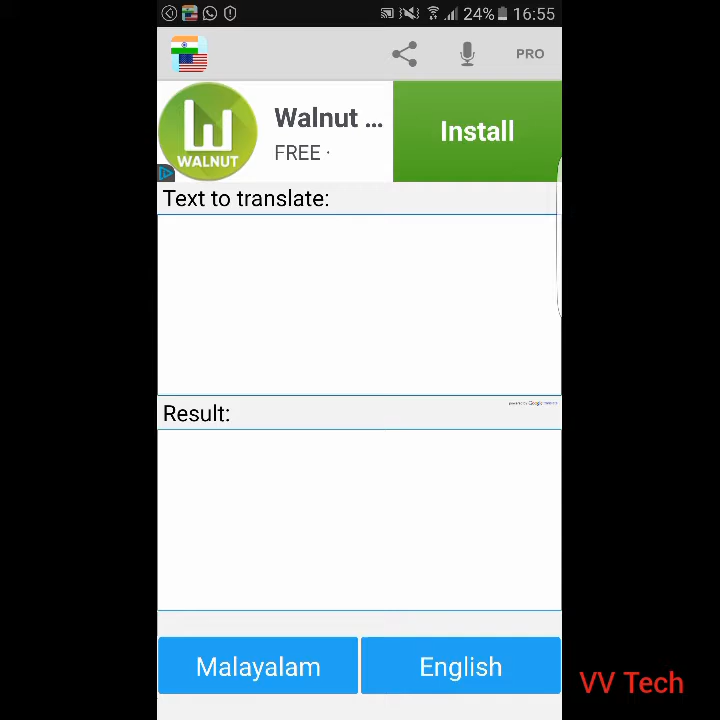 24% 16:55
PRO
WALNUT
Walnut ...
FREE ·
Install
Text to translate:
Result:
Malayalam
English
VV Tech